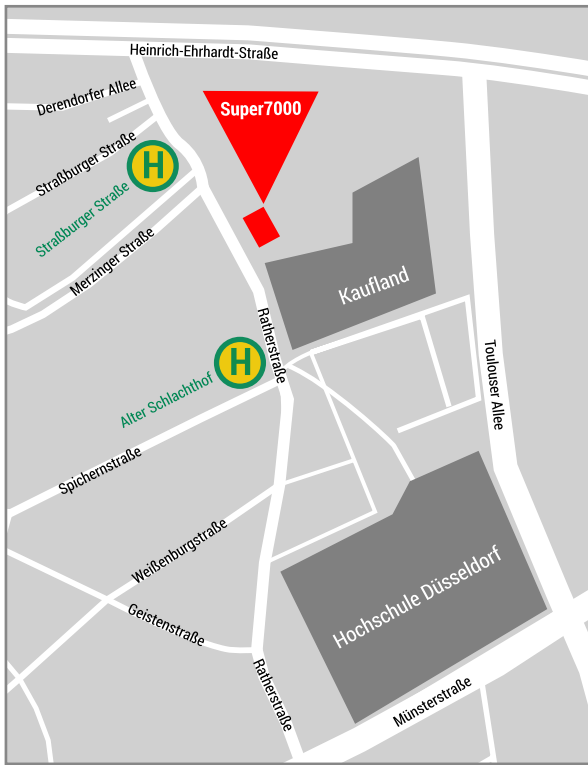 Heinrich-Ehrhardt-Straße
Derendorfer Allee
Super7000
Straßburger Straße
H
Straßburger Straße
Merzinger Straße
Kaufland
Ratherstraße
H
Toulouser Allee
Alter Schlachthof
Spichernstraße
Weißenburgstraße
Hochschule Düsseldorf
Geistenstraße
Ratherstraße
Münsterstraße